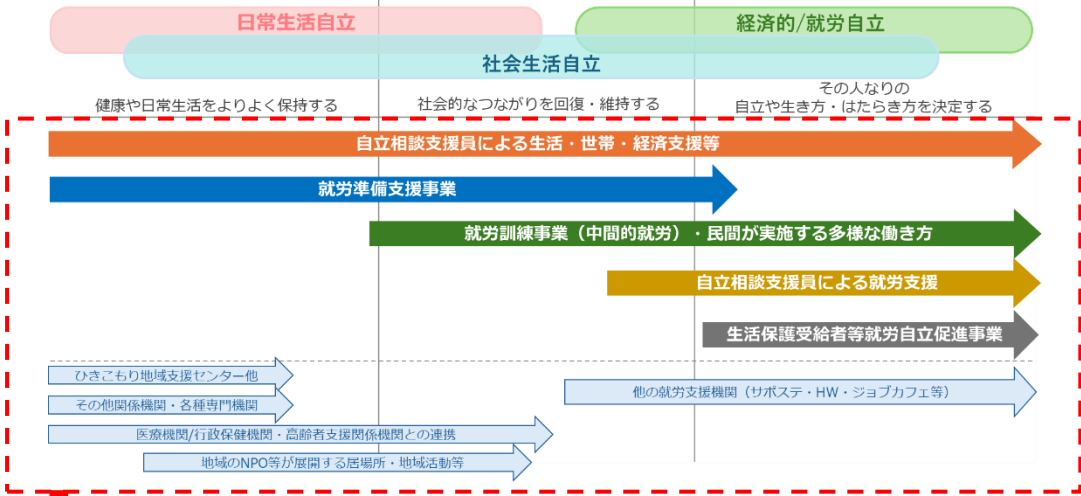 日常生活自立
経済的/就労自立
社会生活自立
健康や日常生活をよりよく保持する
社会的なつながりを回復・維持する
その人なりの
自立や生き方・はたらき方を決定する
自立相談支援員による生活・世帯・経済支援等
就労準備支援事業
就労訓練事業（中間的就労）・民間が実施する多様な働き方
自立相談支援員による就労支援
生活保護受給者等就労自立促進事業
ひきこもり地域支援センター他
その他関係機関・各種専門機関
他の就労支援機関（サポステ・HW・ジョブカフェ等）
医療機関/行政保健機関・高齢者支援関係機関との連携
地域のNPO等が展開する居場所・地域活動等